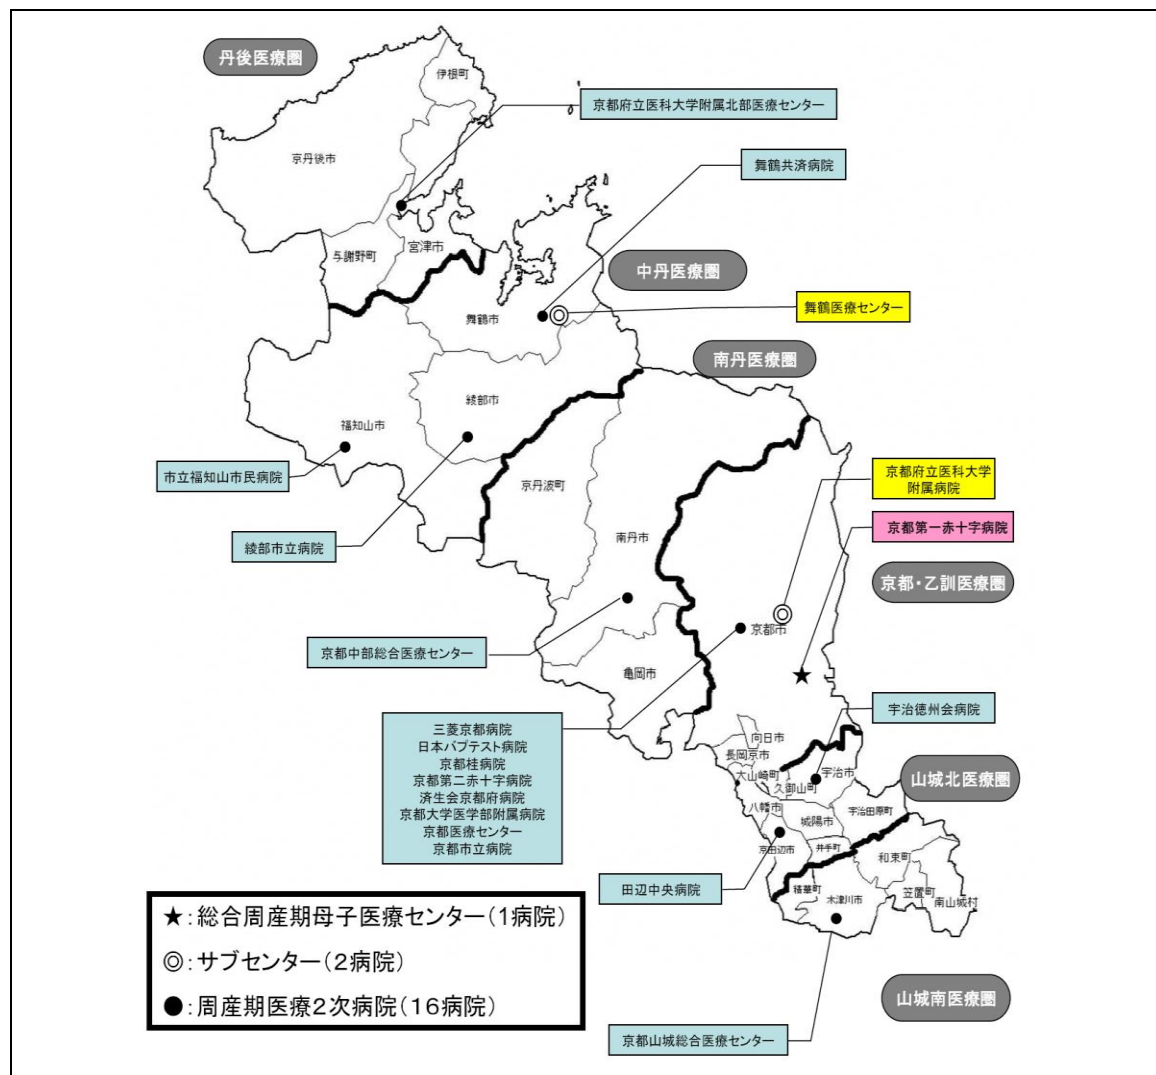 丹後医療圏
伊根町
京都府立医科大学附属北部医療センター
京丹後市
舞鶴共済病院
与謝野町
宮津市
中丹医療圏
舞鶴市
舞鶴医療センター
南丹医療圏
綾部市
福知山市
市立福知山市民病院
京都府立医科大学
附属病院
京丹波町
京都第一赤十字病院
綾部市立病院
南丹市
京都・乙訓医療圏
京都市
京都中部総合医療センター
亀岡市
宇治徳州会病院
三菱京都病院
日本バプテスト病院
京都桂病院
京都第二赤十字病院
済生会京都府病院
京都大学医学部附属病院
京都医療センター
京都市立病院
向日市
長岡京市
大山崎町
宇治市
久御山町
山城北医療圏
八幡市
城陽市
宇治田原町
京田辺市
井手町
和束町
田辺中央病院
精華町
木津川市
笠置町
南山城村
★:総合周産期母子医療センター(1病院)
◎:サブセンター(2病院)
●:周産期医療2次病院(16病院)
山城南医療圏
京都山城総合医療センター